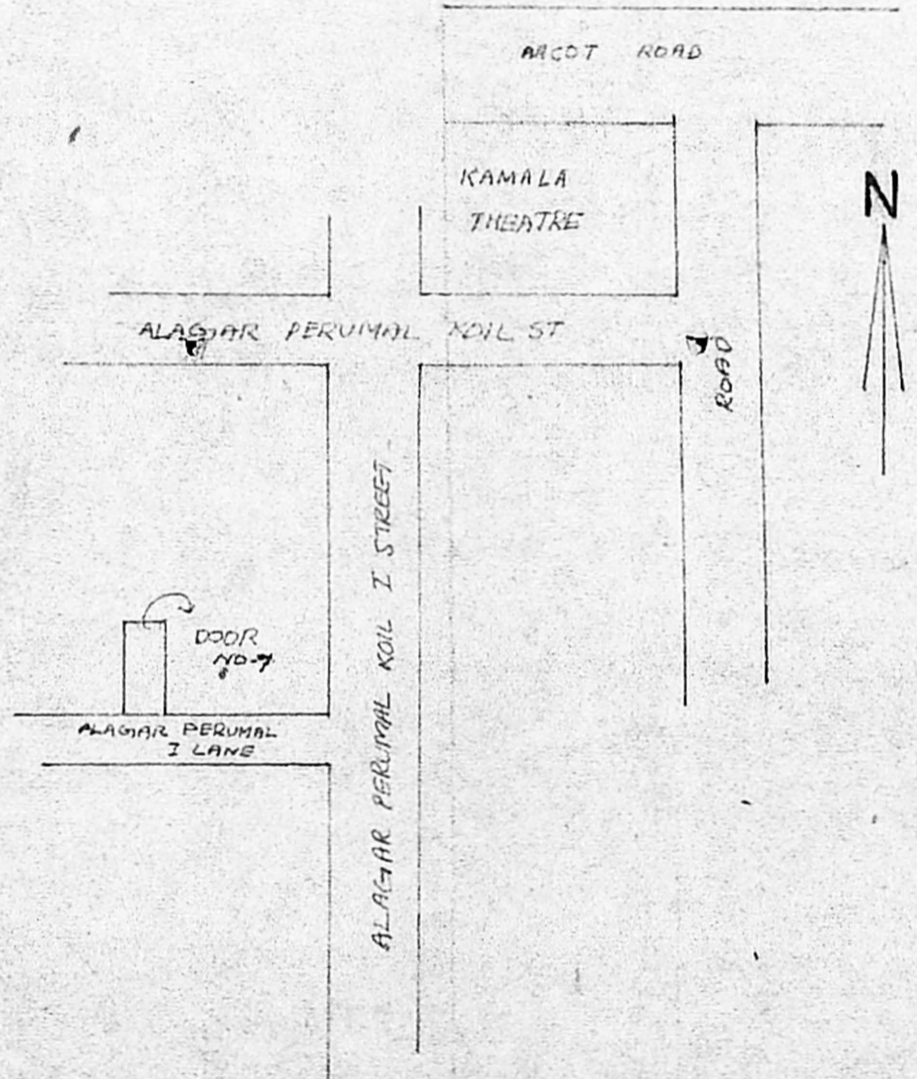 ARCOT ROAD
KAMALA
THEATRE
N
ALAGAR PERUMAL KOIL ST
ROAD
ALAGAR PERUMAL KOIL I STREET
DOOR
NO-7
ALAGAR PERUMAL
I LANE